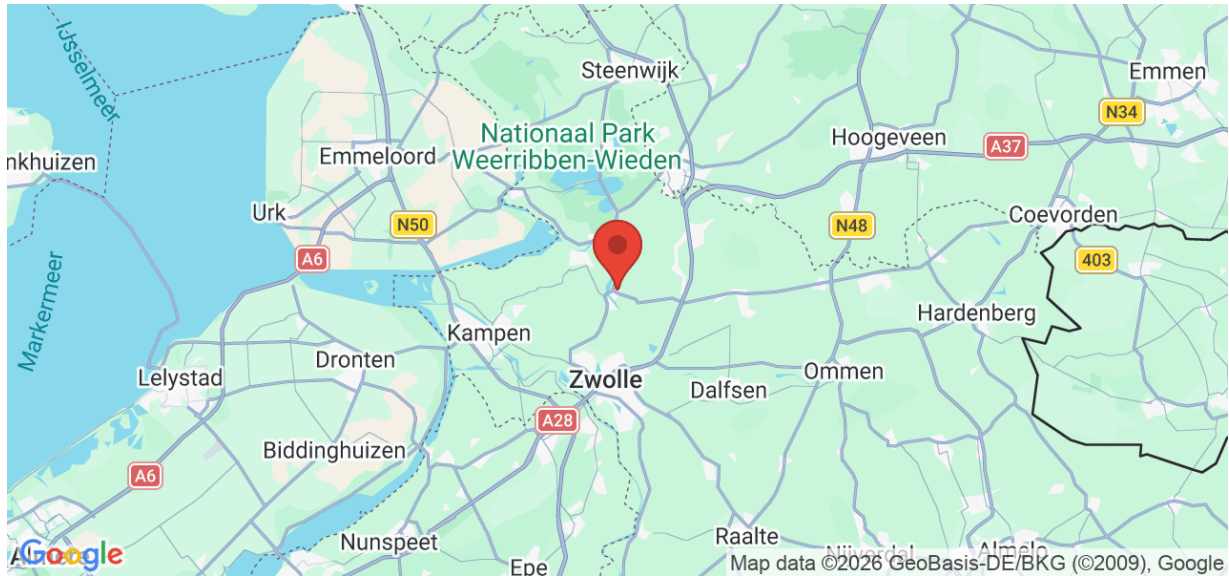 IJsselmeer
Steenwijk
Emmen
N34
Nationaal Park
Weerribben-Wieden
Hoogeveen
A37
nkhuizen
Emmeloord
Urk
N50
N48
Coevorden
A6
403
Markermeer
Hardenberg
Kampen
Dronten
Lelystad
Zwolle
Dalfsen
Ommen
A28
Biddinghuizen
A6
Raalte
Nunspeet
Google
Epe
Nijverdal
Almelo
Map data ©2026 GeoBasis-DE/BKG (©2009), Google